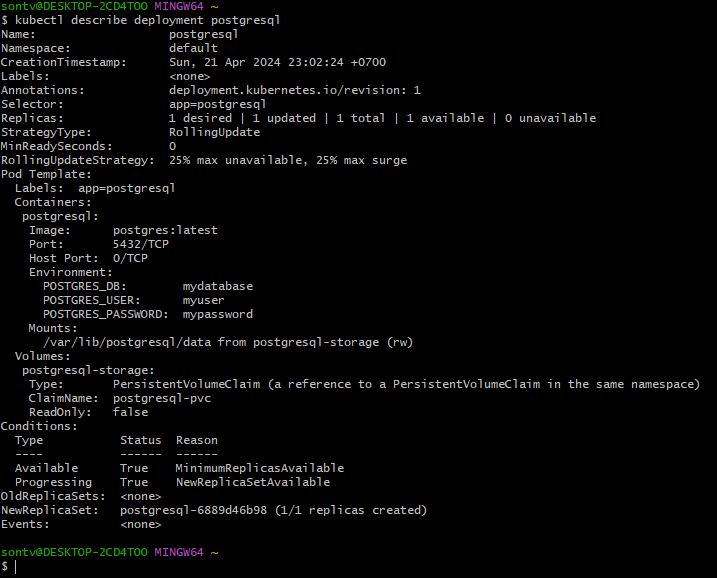 sontv@DESKTOP-2CD4TOO MINGW64 ~
$ kubectl describe deployment postgresql
Name:                   postgresql
Namespace:              default
CreationTimestamp:      Sun, 21 Apr 2024 23:02:24 +0700
Labels:                 <none>
Annotations:            deployment.kubernetes.io/revision: 1
Selector:               app=postgresql
Replicas:               1 desired | 1 updated | 1 total | 1 available | 0 unavailable
StrategyType:           RollingUpdate
MinReadySeconds:        0
RollingUpdateStrategy:  25% max unavailable, 25% max surge
Pod Template:
  Labels:  app=postgresql
  Containers:
   postgresql:
    Image:      postgres:latest
    Port:       5432/TCP
    Host Port:  0/TCP
    Environment:
      POSTGRES_DB:        mydatabase
      POSTGRES_USER:      myuser
      POSTGRES_PASSWORD:  mypassword
    Mounts:
      /var/lib/postgresql/data from postgresql-storage (rw)
  Volumes:
   postgresql-storage:
    Type:       PersistentVolumeClaim (a reference to a PersistentVolumeClaim in the same namespace)
    ClaimName:  postgresql-pvc
    ReadOnly:   false
Conditions:
  Type           Status  Reason
  ----           ------  ------
  Available      True    MinimumReplicasAvailable
  Progressing    True    NewReplicaSetAvailable
OldReplicaSets:  <none>
NewReplicaSet:   postgresql-6889d46b98 (1/1 replicas created)
Events:          <none>
sontv@DESKTOP-2CD4TOO MINGW64 ~
$